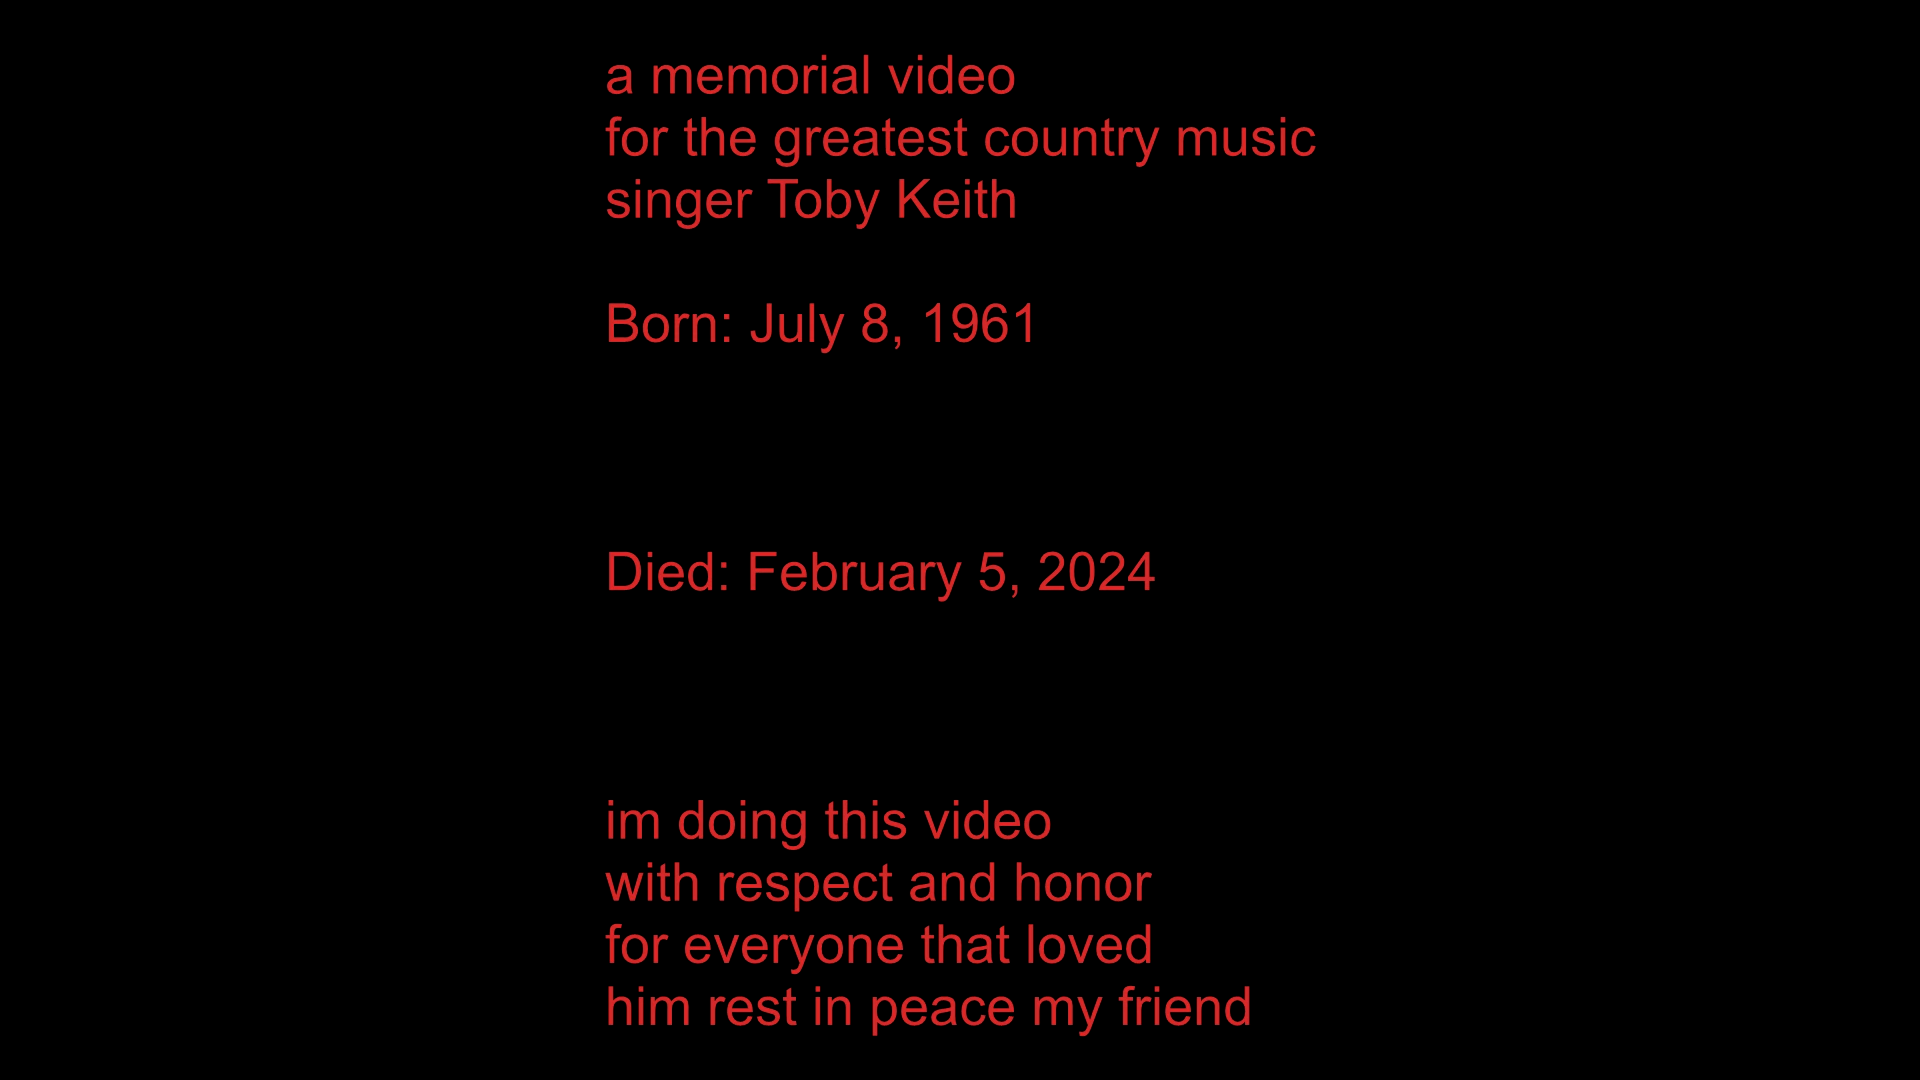 a memorial video
for the greatest country music
singer Toby Keith
Born: July 8, 1961
Died: February 5, 2024
im doing this video
with respect and honor
for everyone that loved
him rest in peace my friend